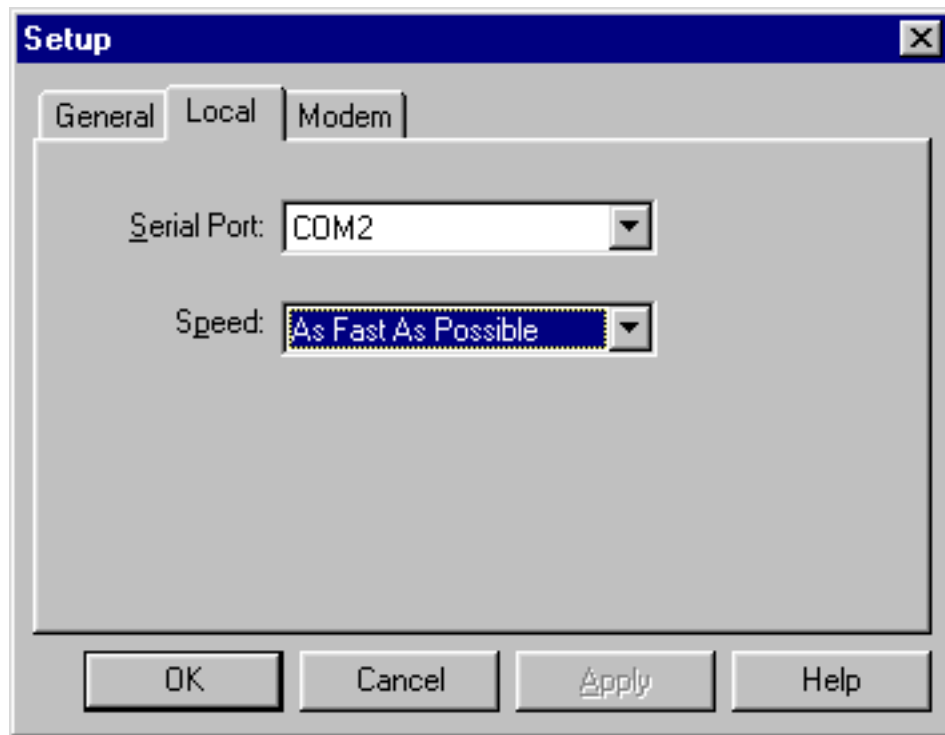 Setup
General Local Modem
Serial Port: COM2
Speed: As Fast As Possible
OK Cancel Apply Help